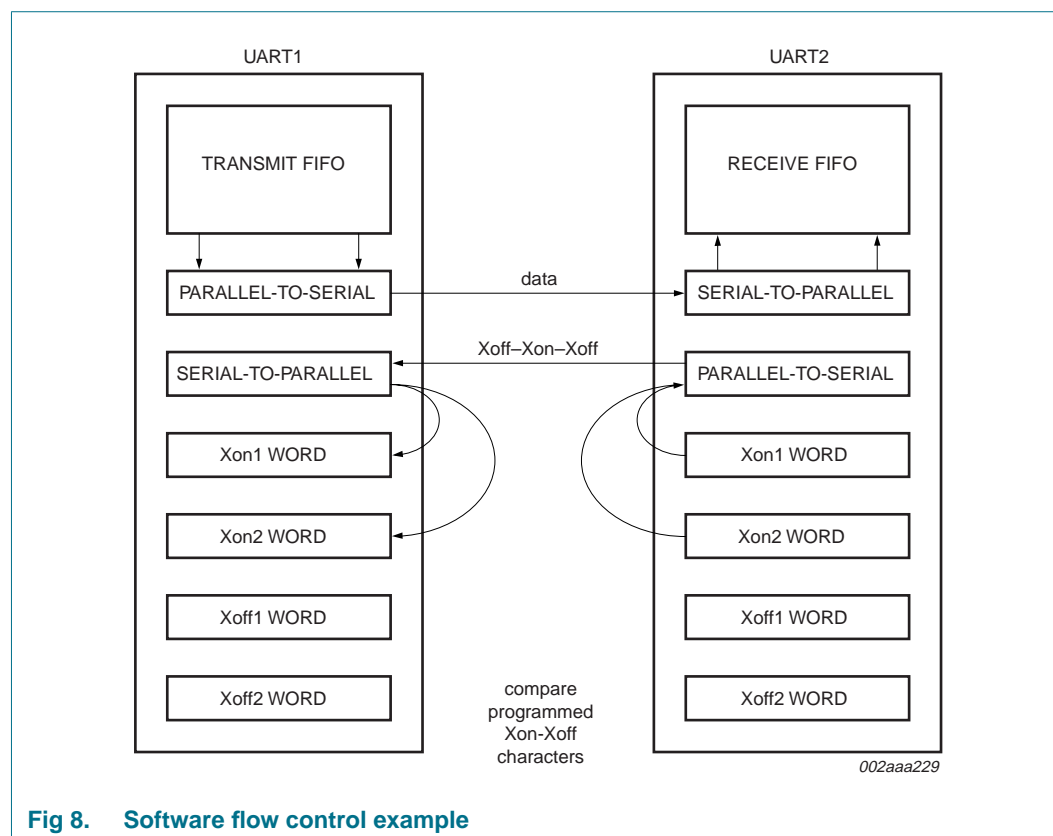 UART1
UART2
TRANSMIT FIFO
RECEIVE FIFO
PARALLEL-TO-SERIAL
data
SERIAL-TO-PARALLEL
Xoff–Xon–Xoff
SERIAL-TO-PARALLEL
PARALLEL-TO-SERIAL
Xon1 WORD
Xon1 WORD
Xon2 WORD
Xon2 WORD
Xoff1 WORD
Xoff1 WORD
Xoff2 WORD
Xoff2 WORD
compare
programmed
Xon-Xoff
characters
002aaa229
Fig 8. Software flow control example